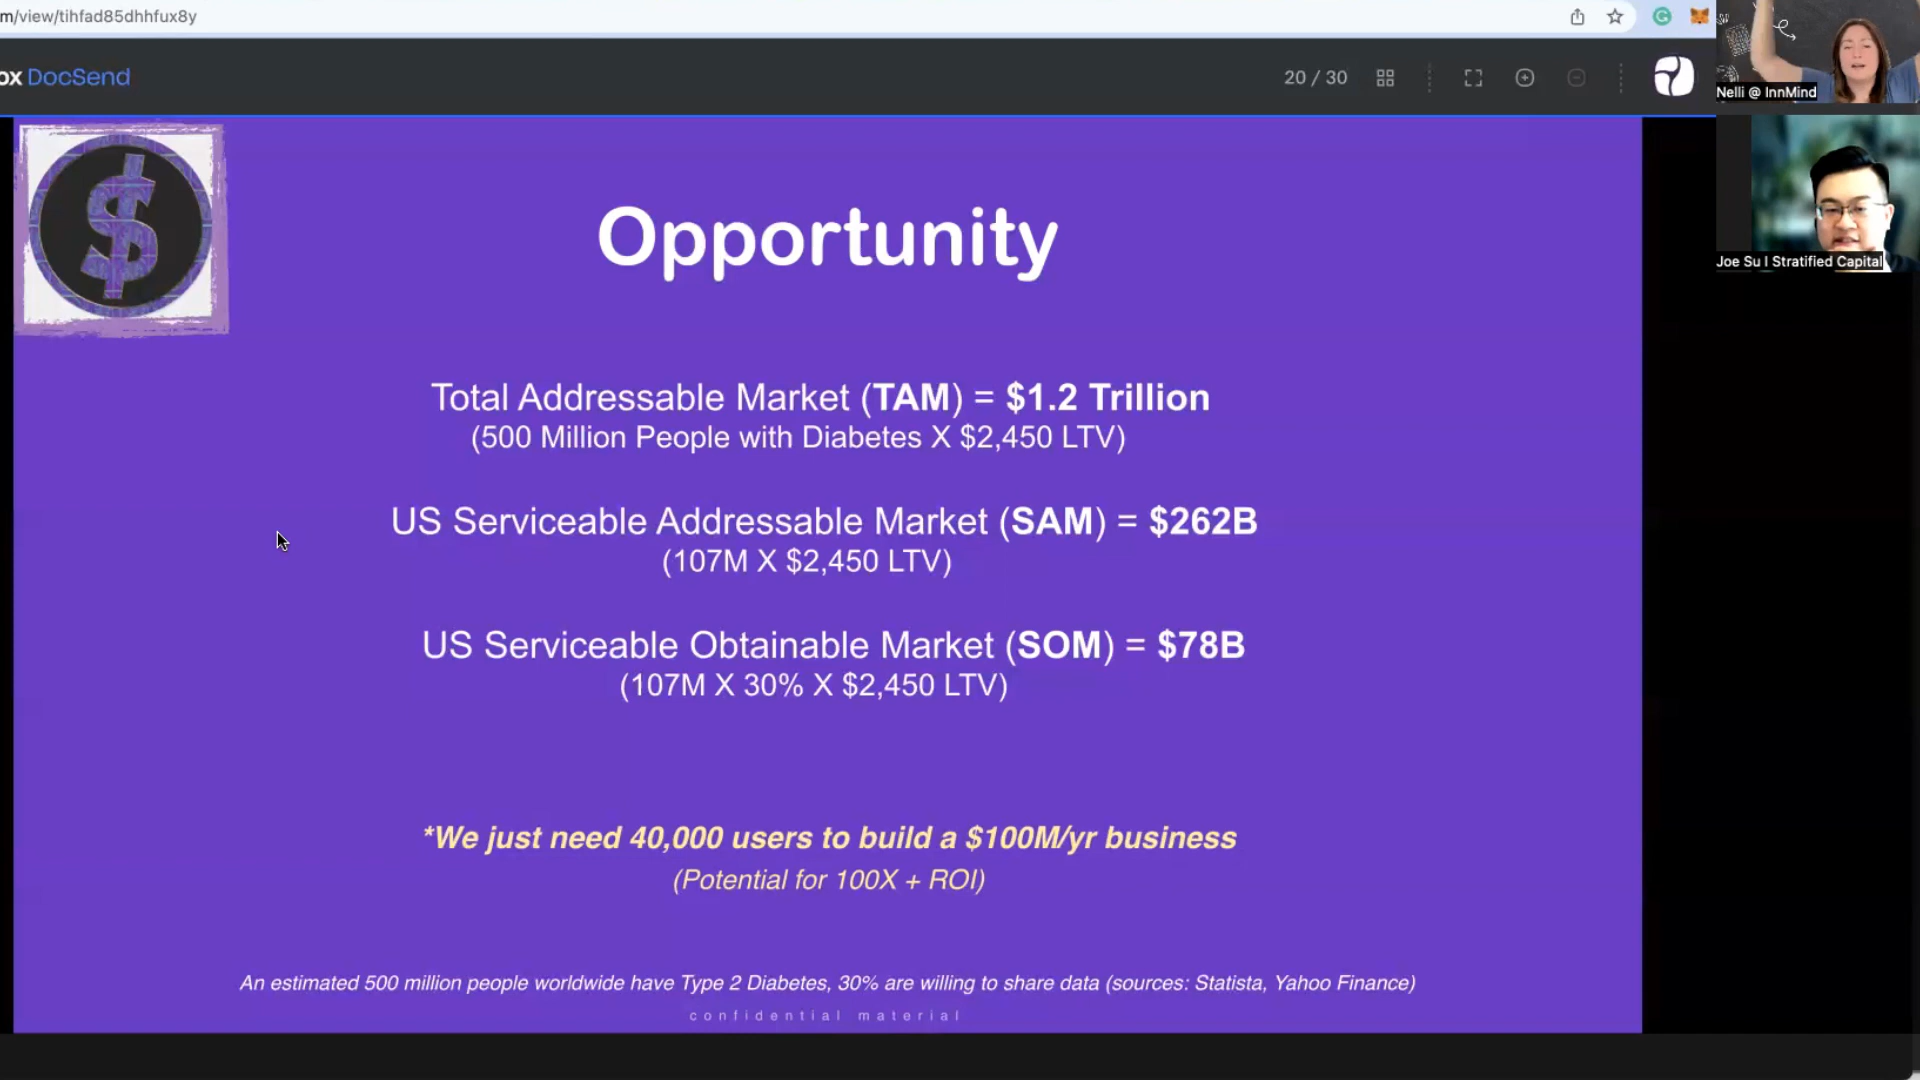 m/view/tihfad85dhhfux8y
ox DocSend
20 / 30
Nelli @ InnMind
Joe Su I Stratified Capital
Opportunity
Total Addressable Market (TAM) = $1.2 Trillion
(500 Million People with Diabetes X $2,450 LTV)
US Serviceable Addressable Market (SAM) = $262B
(107M X $2,450 LTV)
US Serviceable Obtainable Market (SOM) = $78B
(107M X 30% X $2,450 LTV)
*We just need 40,000 users to build a $100M/yr business
(Potential for 100X + ROI)
An estimated 500 million people worldwide have Type 2 Diabetes, 30% are willing to share data (sources: Statista, Yahoo Finance)
confidential material